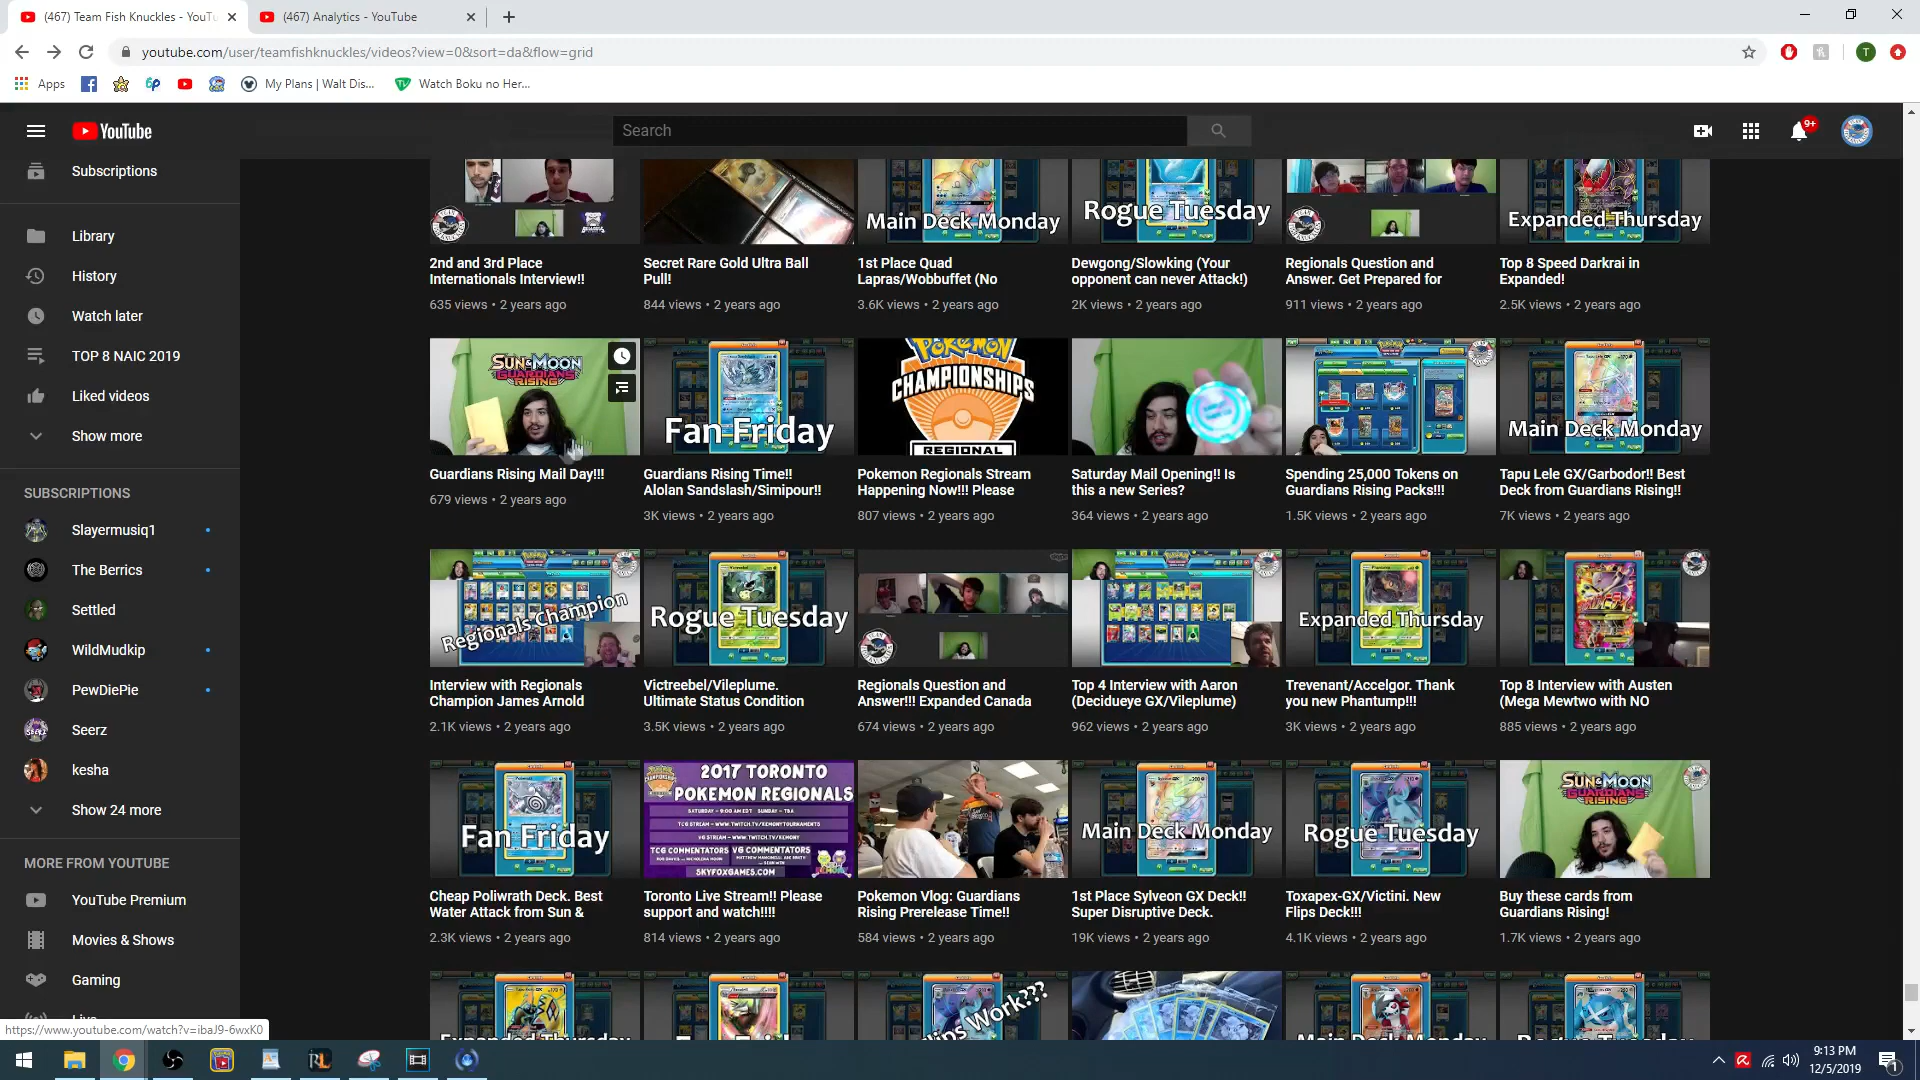 (467) Team Fish Knuckles - YouTu
(467) Analytics - YouTube
youtube.com/user/teamfishknuckles/videos?view=0&sort=da&flow=grid
Apps
My Plans | Walt Dis...
Watch Boku no Her...
YouTube
Search
9+
Subscriptions
Library
History
Watch later
TOP 8 NAIC 2019
Liked videos
Show more
SUBSCRIPTIONS
Slayermusiq1
The Berrics
Settled
WildMudkip
PewDiePie
Seerz
kesha
Show 24 more
MORE FROM YOUTUBE
YouTube Premium
Movies & Shows
Gaming
Live
https://www.youtube.com/watch?v=ibaJ9-6wxK0
Main Deck Monday
Rogue Tuesday
Expanded Thursday
2nd and 3rd Place
Internationals Interview!!
635 views • 2 years ago
Secret Rare Gold Ultra Ball
Pull!
844 views • 2 years ago
1st Place Quad
Lapras/Wobbuffet (No
3.6K views • 2 years ago
Dewgong/Slowking (Your
opponent can never Attack!)
2K views • 2 years ago
Regionals Question and
Answer. Get Prepared for
911 views • 2 years ago
Top 8 Speed Darkrai in
Expanded!
2.5K views • 2 years ago
SUN & MOON
GUARDIANS RISING
Fan Friday
POKEMON
CHAMPIONSHIPS
REGIONAL
Main Deck Monday
Guardians Rising Mail Day!!!
679 views • 2 years ago
Guardians Rising Time!!
Alolan Sandslash/Simipour!!
3K views • 2 years ago
Pokemon Regionals Stream
Happening Now!!! Please
807 views • 2 years ago
Saturday Mail Opening!! Is
this a new Series?
364 views • 2 years ago
Spending 25,000 Tokens on
Guardians Rising Packs!!!
1.5K views • 2 years ago
Tapu Lele GX/Garbodor!! Best
Deck from Guardians Rising!!
7K views • 2 years ago
Regionals Champion
Rogue Tuesday
Expanded Thursday
Interview with Regionals
Champion James Arnold
2.1K views • 2 years ago
Victreebel/Vileplume.
Ultimate Status Condition
3.5K views • 2 years ago
Regionals Question and
Answer!!! Expanded Canada
674 views • 2 years ago
Top 4 Interview with Aaron
(Decidueye GX/Vileplume)
962 views • 2 years ago
Trevenant/Accelgor. Thank
you new Phantump!!!
3K views • 2 years ago
Top 8 Interview with Austen
(Mega Mewtwo with NO
885 views • 2 years ago
Fan Friday
2017 TORONTO
POKEMON REGIONALS
SKYFOXGAMES.COM
Main Deck Monday
Rogue Tuesday
SUN & MOON
GUARDIANS RISING
Cheap Poliwrath Deck. Best
Water Attack from Sun &
2.3K views • 2 years ago
Toronto Live Stream!! Please
support and watch!!!!
814 views • 2 years ago
Pokemon Vlog: Guardians
Rising Prerelease Time!!
584 views • 2 years ago
1st Place Sylveon GX Deck!!
Super Disruptive Deck.
19K views • 2 years ago
Toxapex-GX/Victini. New
Flips Deck!!!
4.1K views • 2 years ago
Buy these cards from
Guardians Rising!
1.7K views • 2 years ago
Work???
9:13 PM
12/5/2019